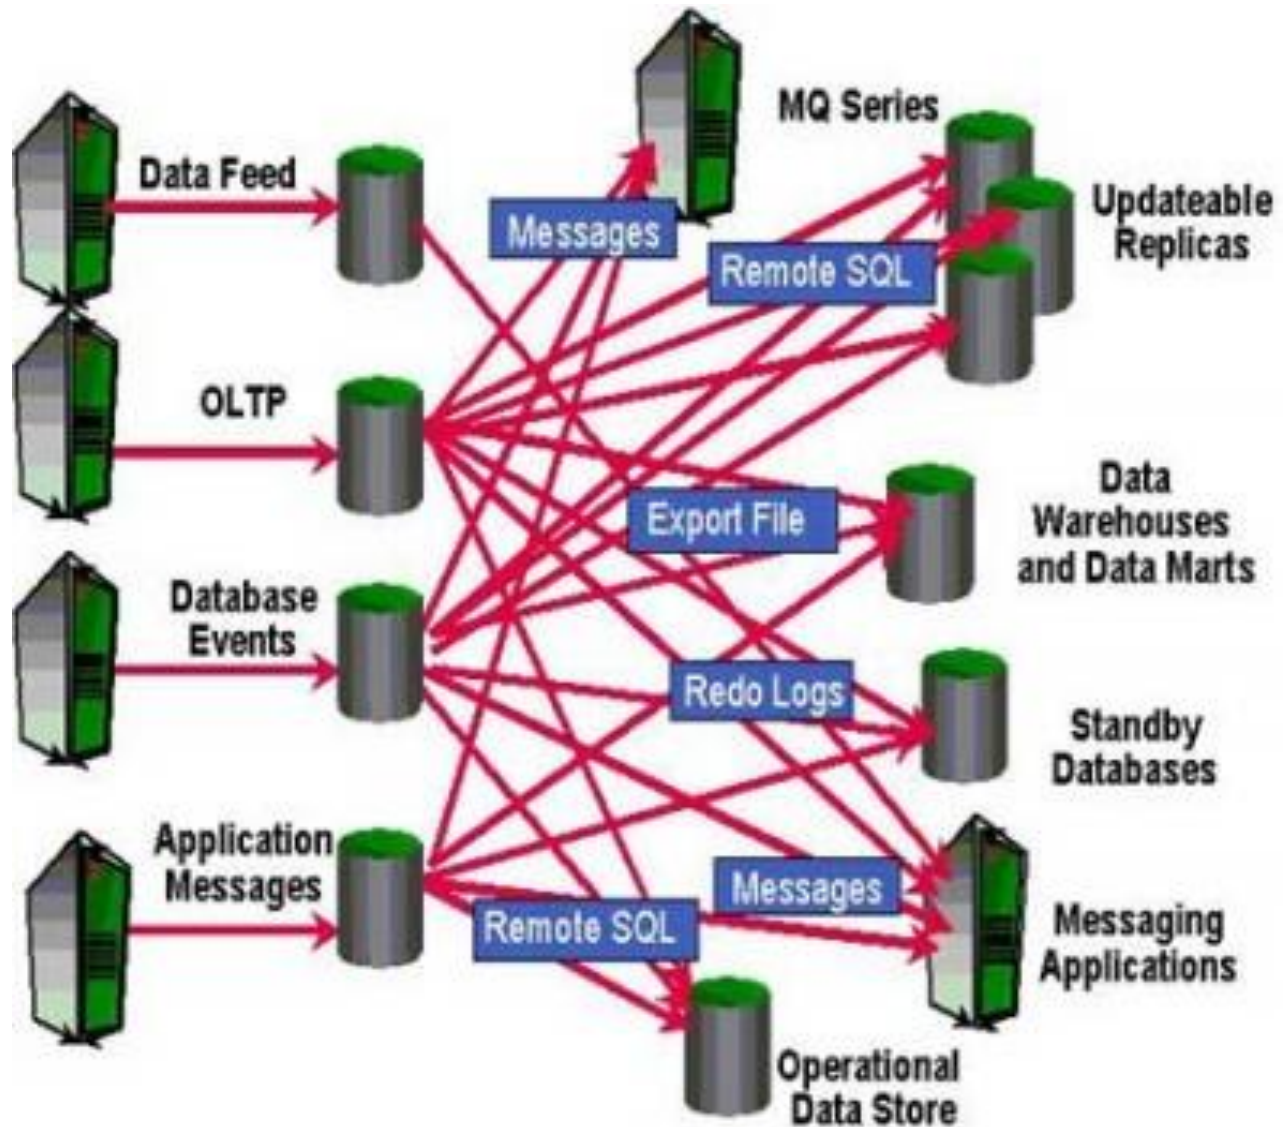 MQ Series
Data Feed
Messages
Remote SQL
Updateable
Replicas
OLTP
Export File
Data
Warehouses
and Data Marts
Database
Events
Redo Logs
Standby
Databases
Application
Messages
Messages
Remote SQL
Messaging
Applications
Operational
Data Store